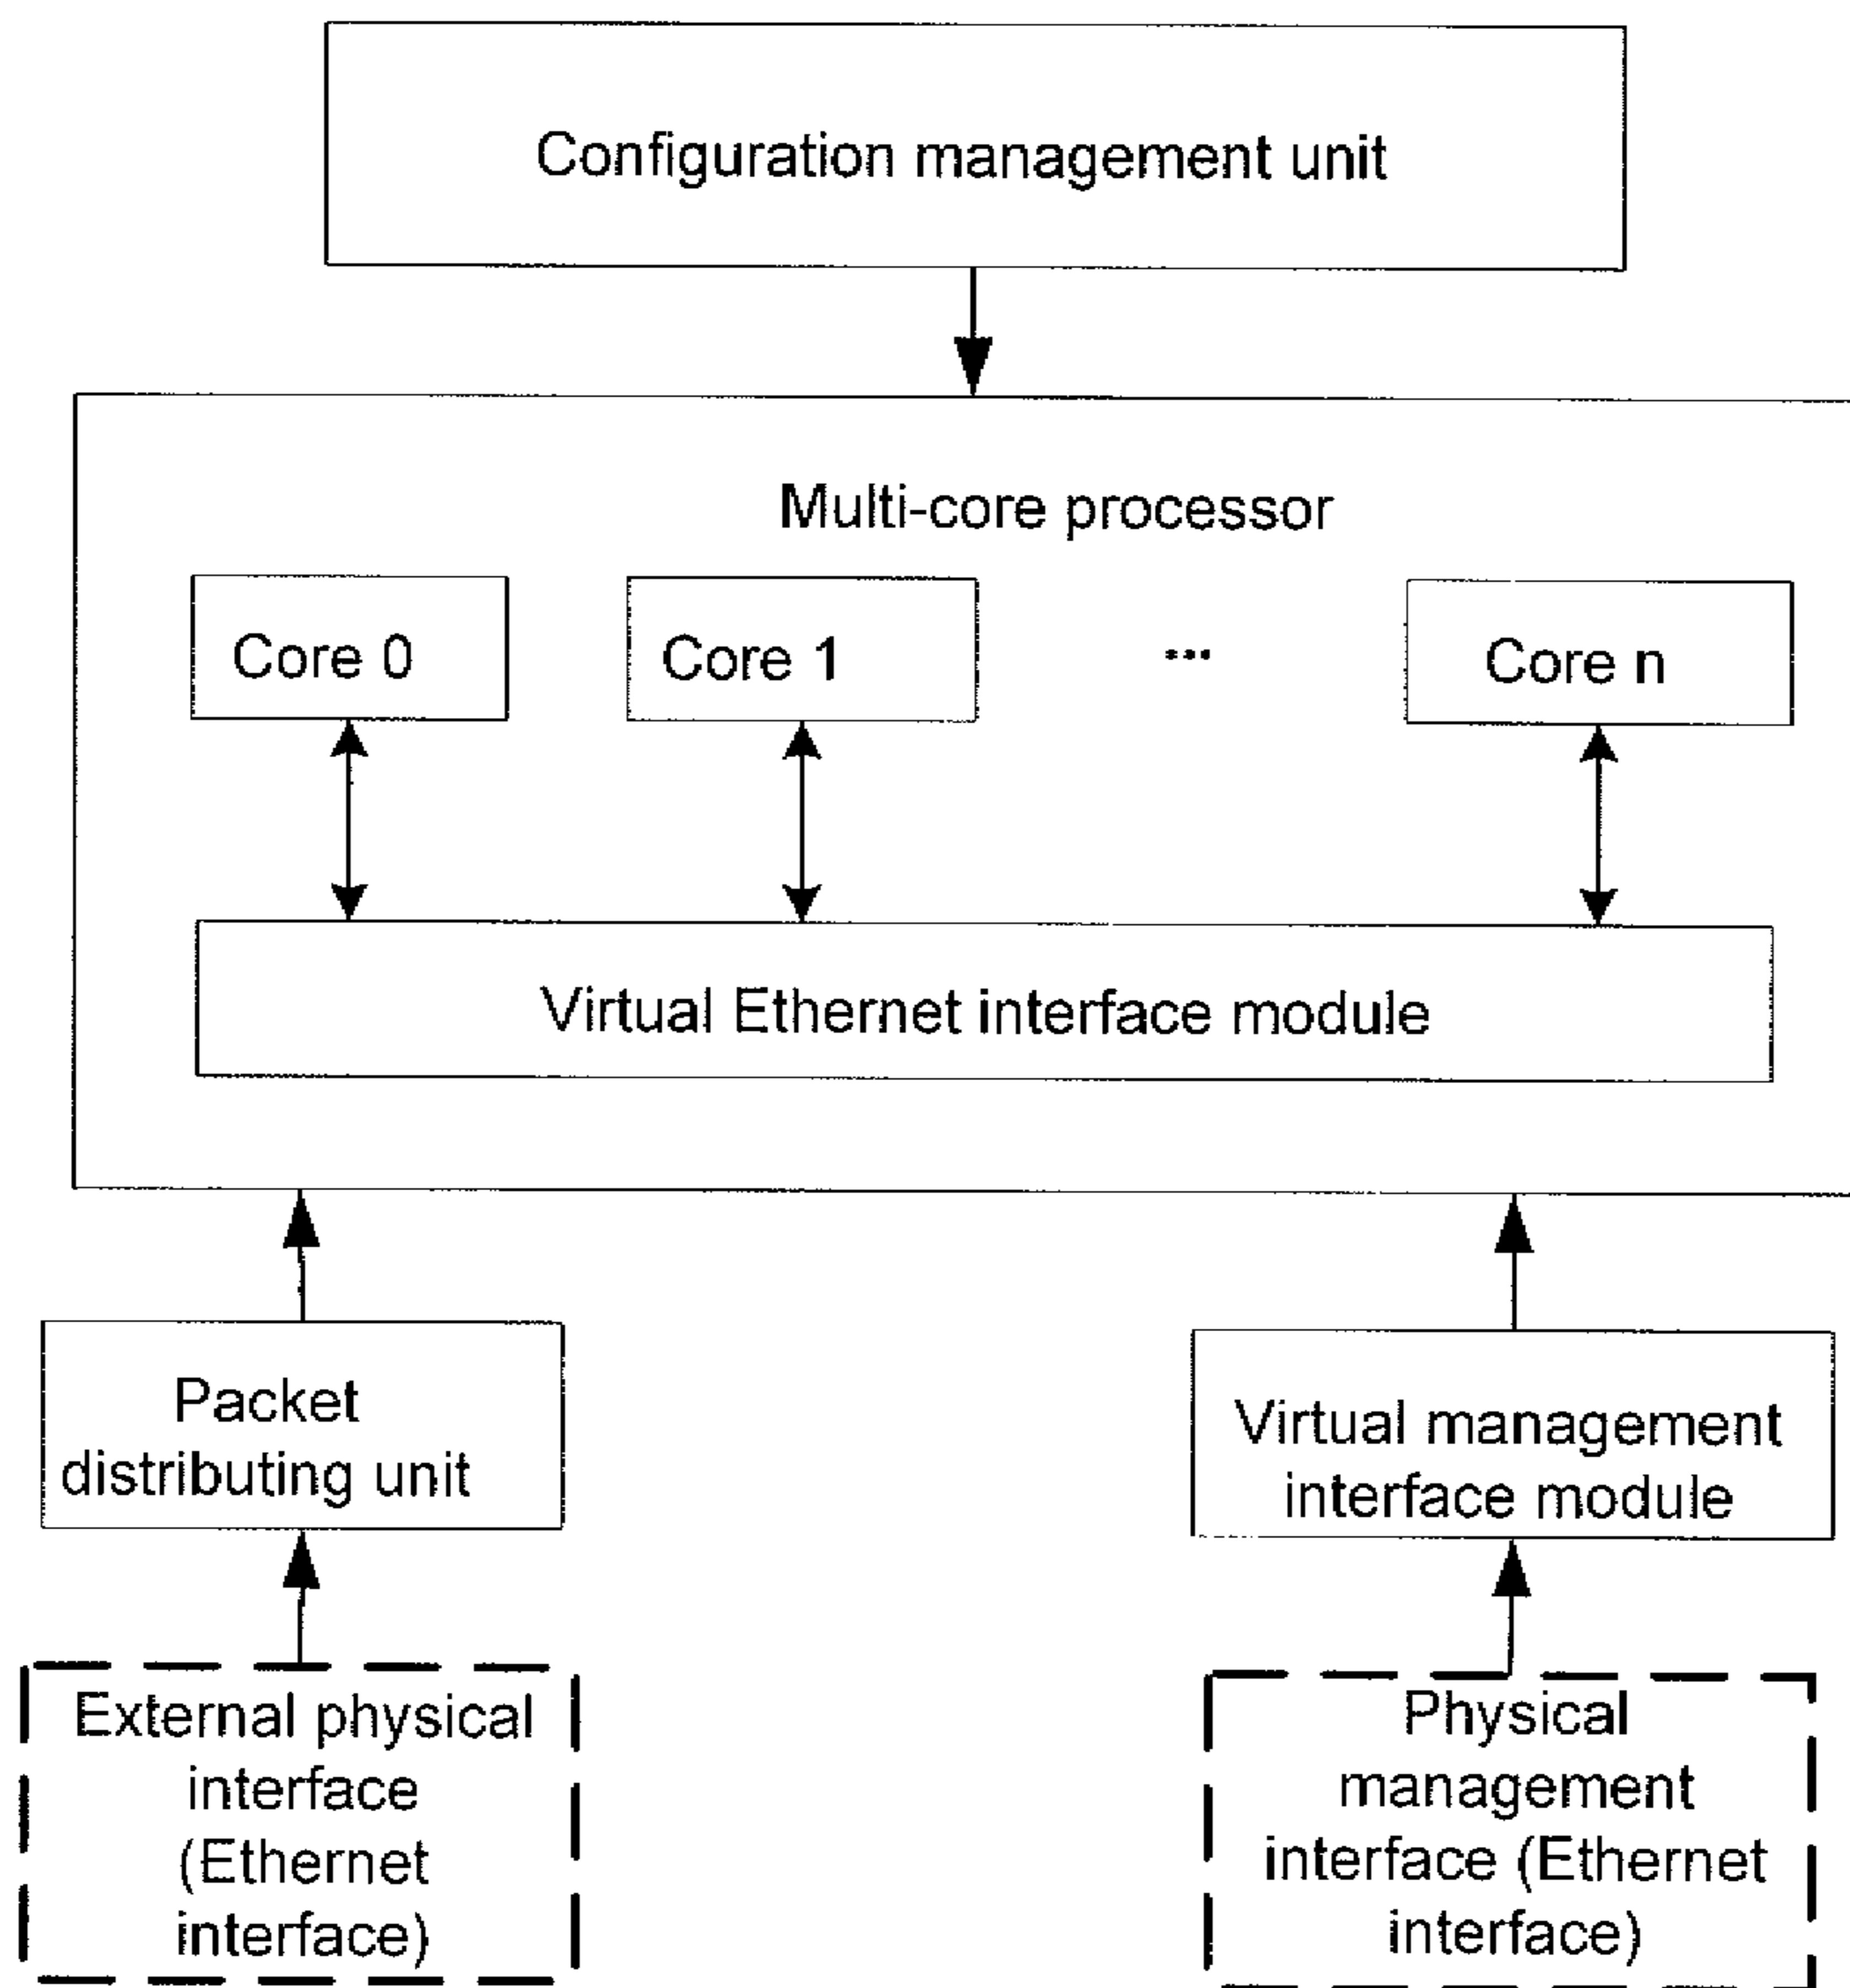 Configuration management unit
Multi-core processor
Core 0
Core 1
...
Core n
Virtual Ethernet interface module
Packet
distributing unit
Virtual management
interface module
External physical
interface
(Ethernet
interface)
Physical
management
interface (Ethernet
interface)